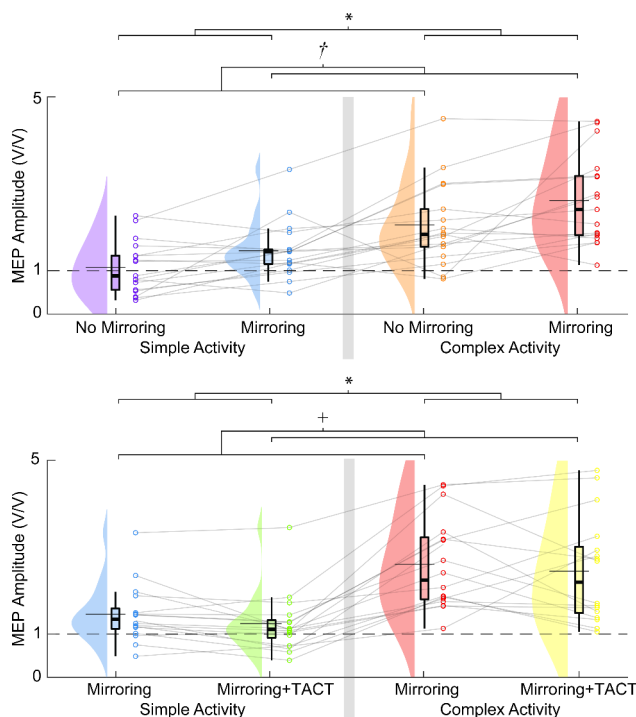 *
†
5
MEP Amplitude (V/V)
1
0
No Mirroring Mirroring No Mirroring Mirroring
Simple Activity Complex Activity
*
+
5
MEP Amplitude (V/V)
1
0
Mirroring Mirroring+TACT Mirroring Mirroring+TACT
Simple Activity Complex Activity